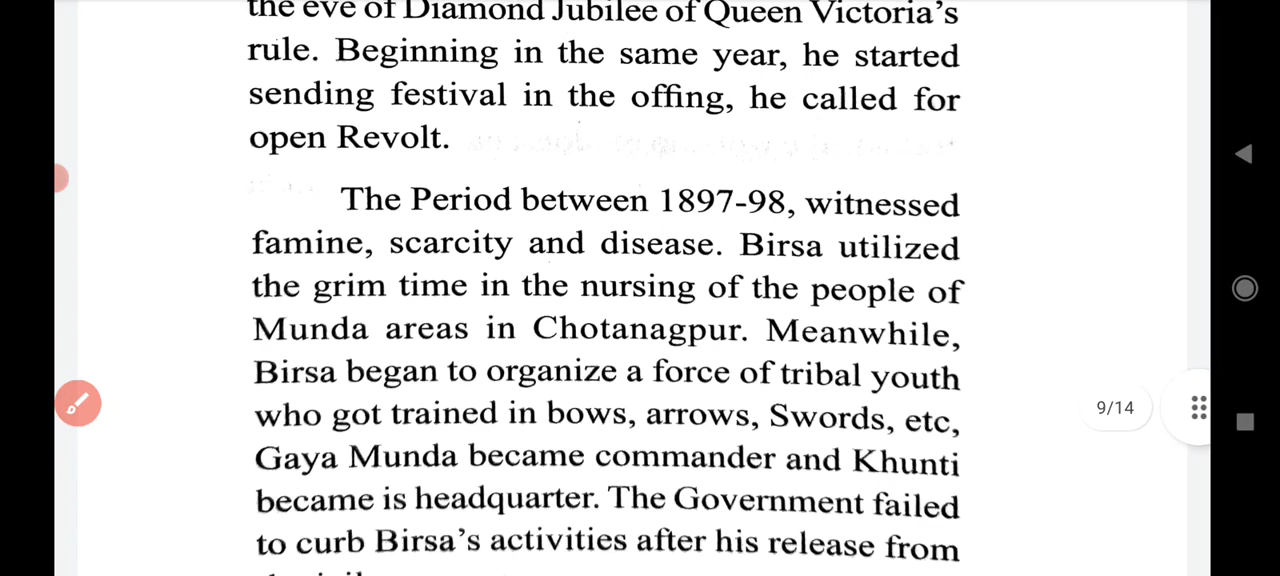 the eve of Diamond Jubilee of Queen Victoria's
rule. Beginning in the same year, he started
sending festival in the offing, he called for
open Revolt.
The Period between 1897-98, witnessed
famine, scarcity and disease. Birsa utilized
the grim time in the nursing of the people of
Munda areas in Chotanagpur. Meanwhile,
Birsa began to organize a force of tribal youth
who got trained in bows, arrows, Swords, etc,
Gaya Munda became commander and Khunti
became is headquarter. The Government failed
to curb Birsa's activities after his release from
9/14